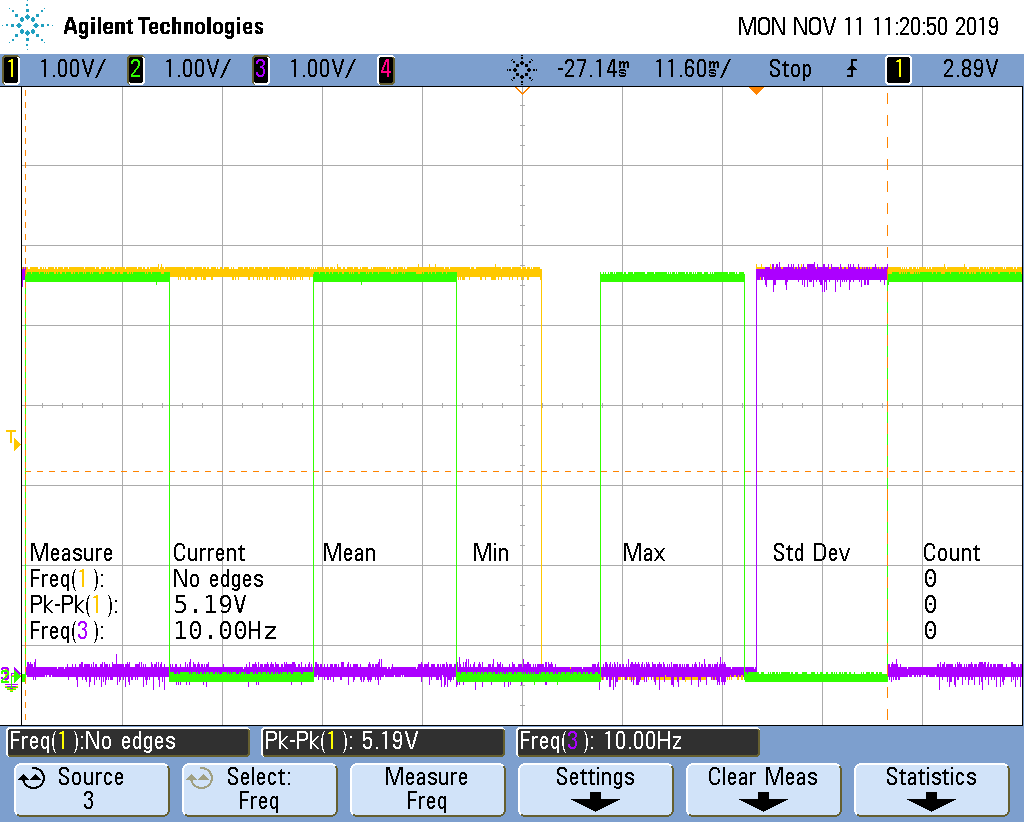 Agilent Technologies MON NOV 11 11:20:50 2019
1 1.00V/ 2 1.00V/ 3 1.00V/ 4 -27.14ms 11.60ms/ Stop 1 2.89V
T
Measure Current Mean Min Max Std Dev Count
Freq(1): No edges 0
Pk-Pk(1): 5.19V 0
Freq(3): 10.00Hz 0
Freq(1):No edges Pk-Pk(1): 5.19V Freq(3): 10.00Hz
Source Select: Measure Settings Clear Meas Statistics
3 Freq Freq